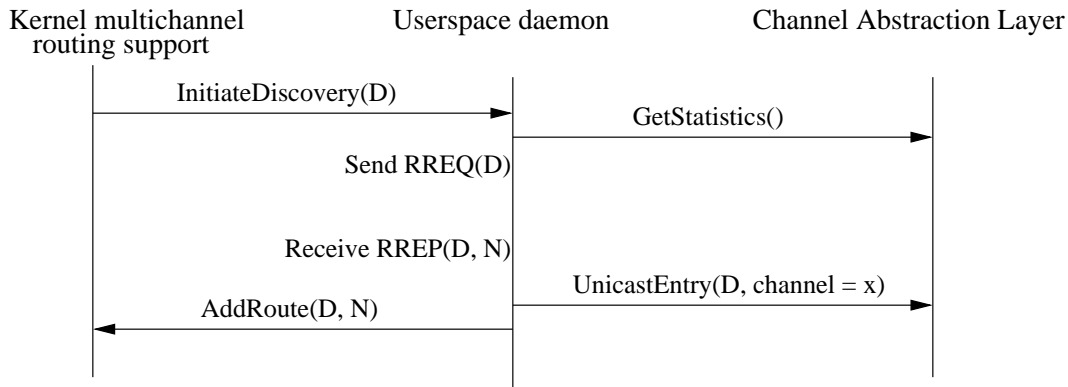 Kernel multichannel
routing support
Userspace daemon
Channel Abstraction Layer
InitiateDiscovery(D)
GetStatistics()
Send RREQ(D)
Receive RREP(D, N)
UnicastEntry(D, channel = x)
AddRoute(D, N)